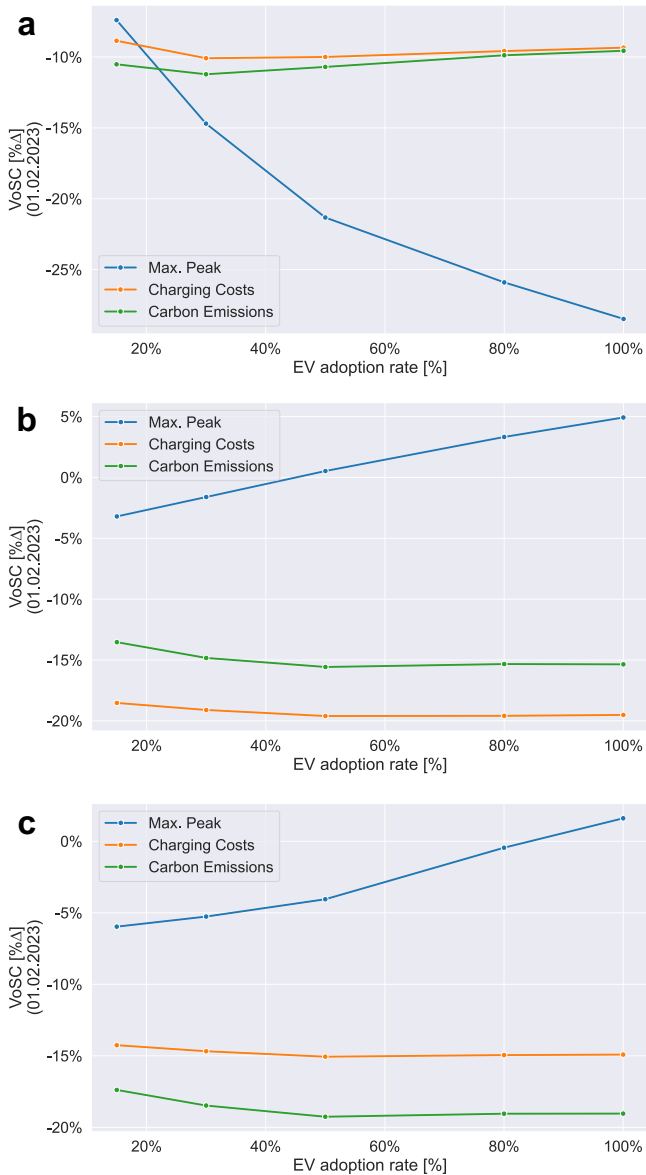 a
-10%
-15%
-20%
-25%
VoSC [%Δ]
(01.02.2023)
Max. Peak
Charging Costs
Carbon Emissions
20%
40%
60%
80%
100%
EV adoption rate [%]
b
5%
0%
-5%
-10%
-15%
-20%
VoSC [%Δ]
(01.02.2023)
Max. Peak
Charging Costs
Carbon Emissions
20%
40%
60%
80%
100%
EV adoption rate [%]
c
0%
-5%
-10%
-15%
-20%
VoSC [%Δ]
(01.02.2023)
Max. Peak
Charging Costs
Carbon Emissions
20%
40%
60%
80%
100%
EV adoption rate [%]